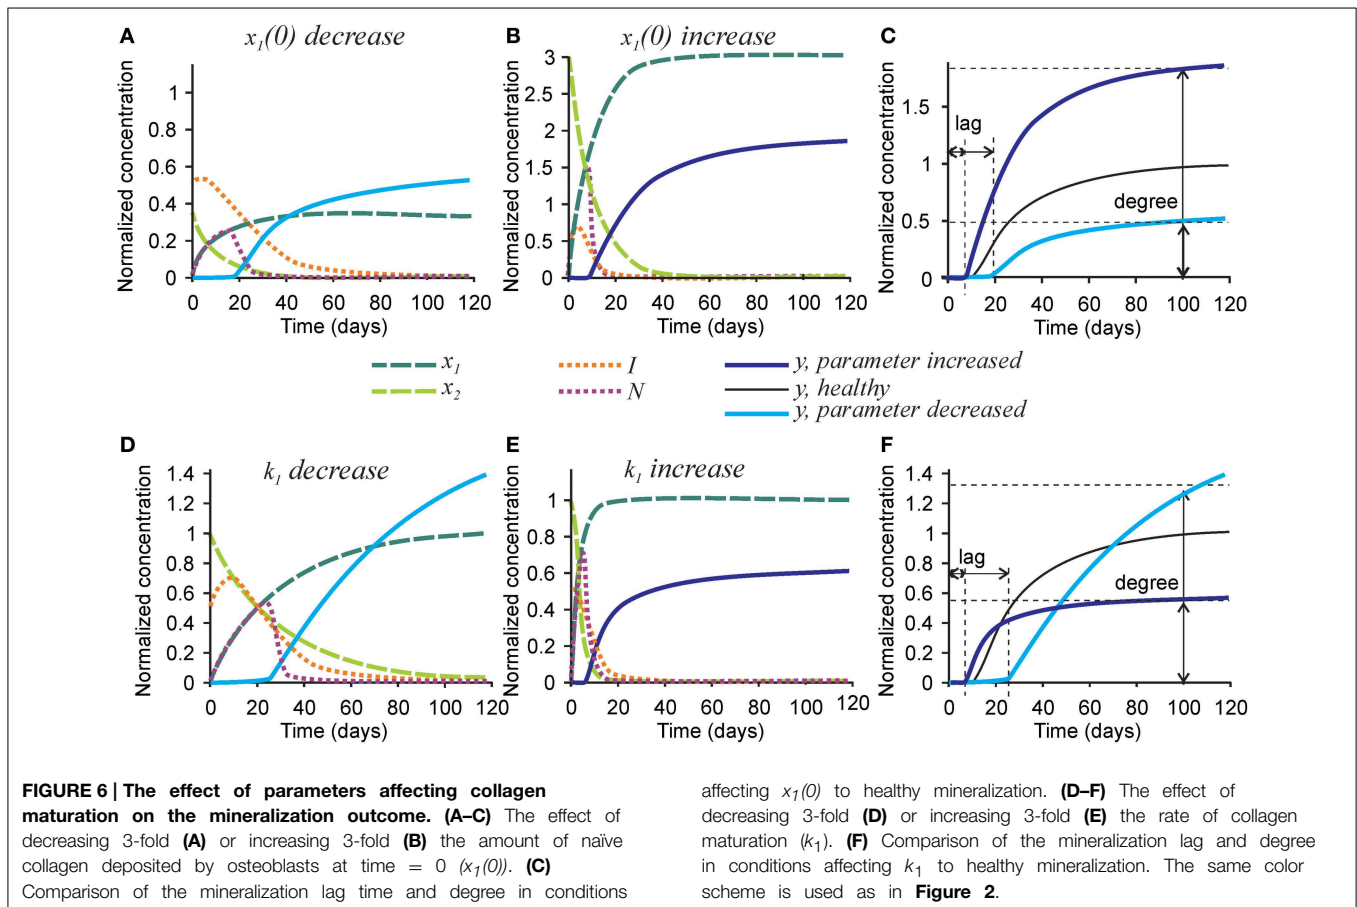 A
x₁(0) decrease
Normalized concentration
1
0.8
0.6
0.4
0.2
0
0 20 40 60 80 100 120
Time (days)
B
x₁(0) increase
Normalized concentration
3
2.5
2
1.5
1
0.5
0
0 20 40 60 80 100 120
Time (days)
C
Normalized concentration
1.5
1
0.5
0
lag
degree
0 20 40 60 80 100 120
Time (days)
x₁
x₂
I
N
y, parameter increased
y, healthy
y, parameter decreased
D
k₁ decrease
Normalized concentration
1.4
1.2
1
0.8
0.6
0.4
0.2
0
0 20 40 60 80 100 120
Time (days)
E
k₁ increase
Normalized concentration
1.4
1.2
1
0.8
0.6
0.4
0.2
0
0 20 40 60 80 100 120
Time (days)
F
Normalized concentration
1.4
1.2
1
0.8
0.6
0.4
0.2
0
lag
degree
0 20 40 60 80 100 120
Time (days)
FIGURE 6 | The effect of parameters affecting collagen
maturation on the mineralization outcome. (A–C) The effect of
decreasing 3-fold (A) or increasing 3-fold (B) the amount of naïve
collagen deposited by osteoblasts at time = 0 (x₁(0)). (C)
Comparison of the mineralization lag time and degree in conditions
affecting x₁(0) to healthy mineralization. (D–F) The effect of
decreasing 3-fold (D) or increasing 3-fold (E) the rate of collagen
maturation (k₁). (F) Comparison of the mineralization lag and degree
in conditions affecting k₁ to healthy mineralization. The same color
scheme is used as in Figure 2.